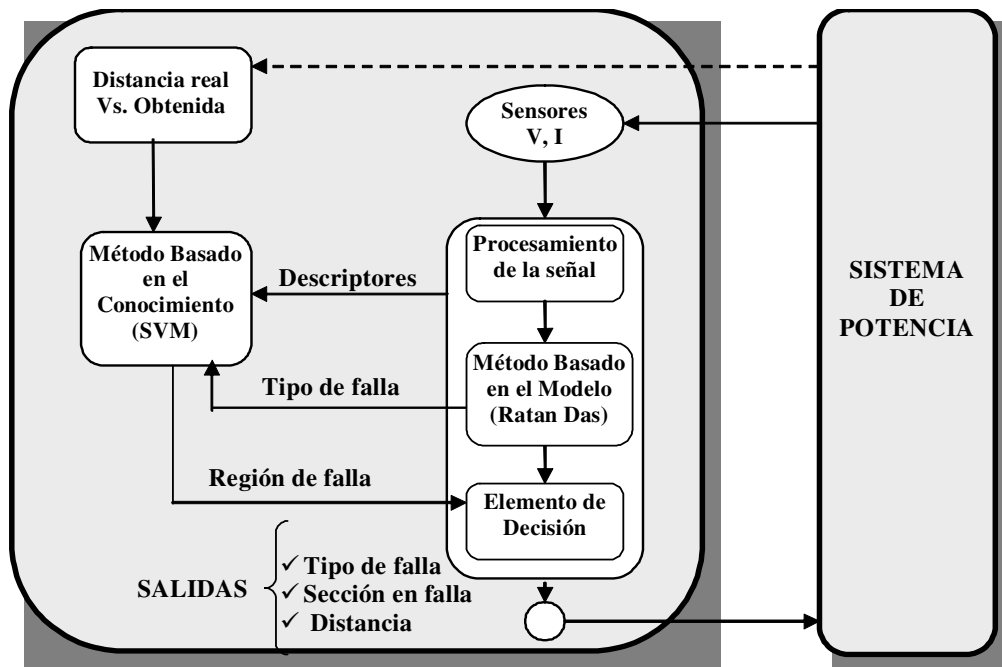 Distancia real
Vs. Obtenida
Sensores
V, I
Procesamiento
de la señal
Método Basado
en el
Conocimiento
(SVM)
Descriptores
SISTEMA
DE
POTENCIA
Método Basado
en el Modelo
(Ratan Das)
Tipo de falla
Región de falla
Elemento de
Decisión
SALIDAS
✓ Tipo de falla
✓ Sección en falla
✓ Distancia